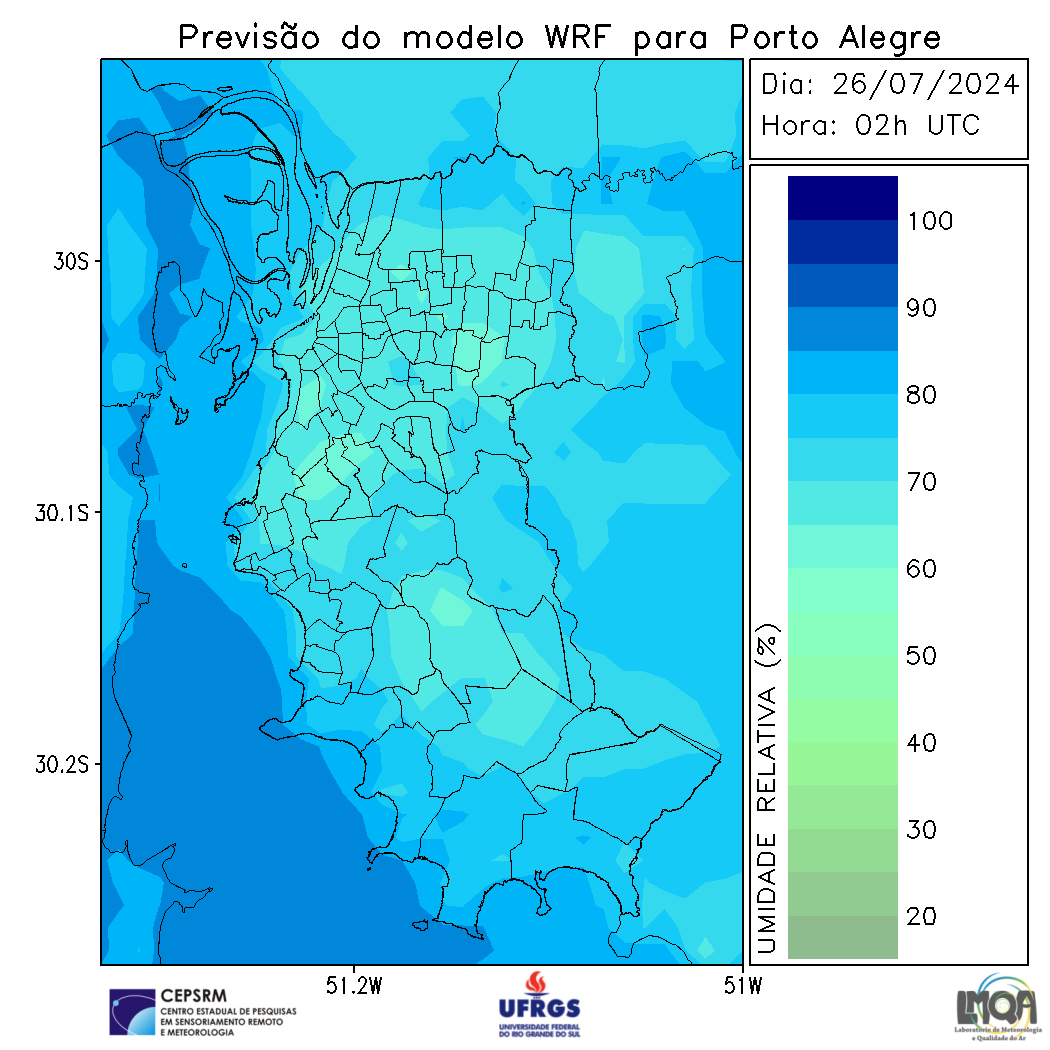 Previsão do modelo WRF para Porto Alegre
Dia: 26/07/2024
Hora: 02h UTC
30S
30.1S
30.2S
51.2W
51W
100
90
80
70
60
50
40
30
20
UMIDADE RELATIVA (%)
CEPSRM
CENTRO ESTADUAL DE PESQUISAS
EM SENSORIAMENTO REMOTO
E METEOROLOGIA
UFRGS
UNIVERSIDADE FEDERAL
DO RIO GRANDE DO SUL
LMQA
Laboratório de Meteorologia
e Qualidade do Ar